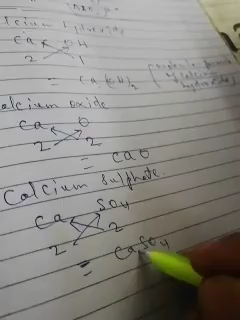 Calcium
Ca OH
2 1
= Ca(OH)2
Calcium oxide
Ca O
2 2
= CaO
Calcium Sulphate
Ca SO4
2 2
= CaSO4